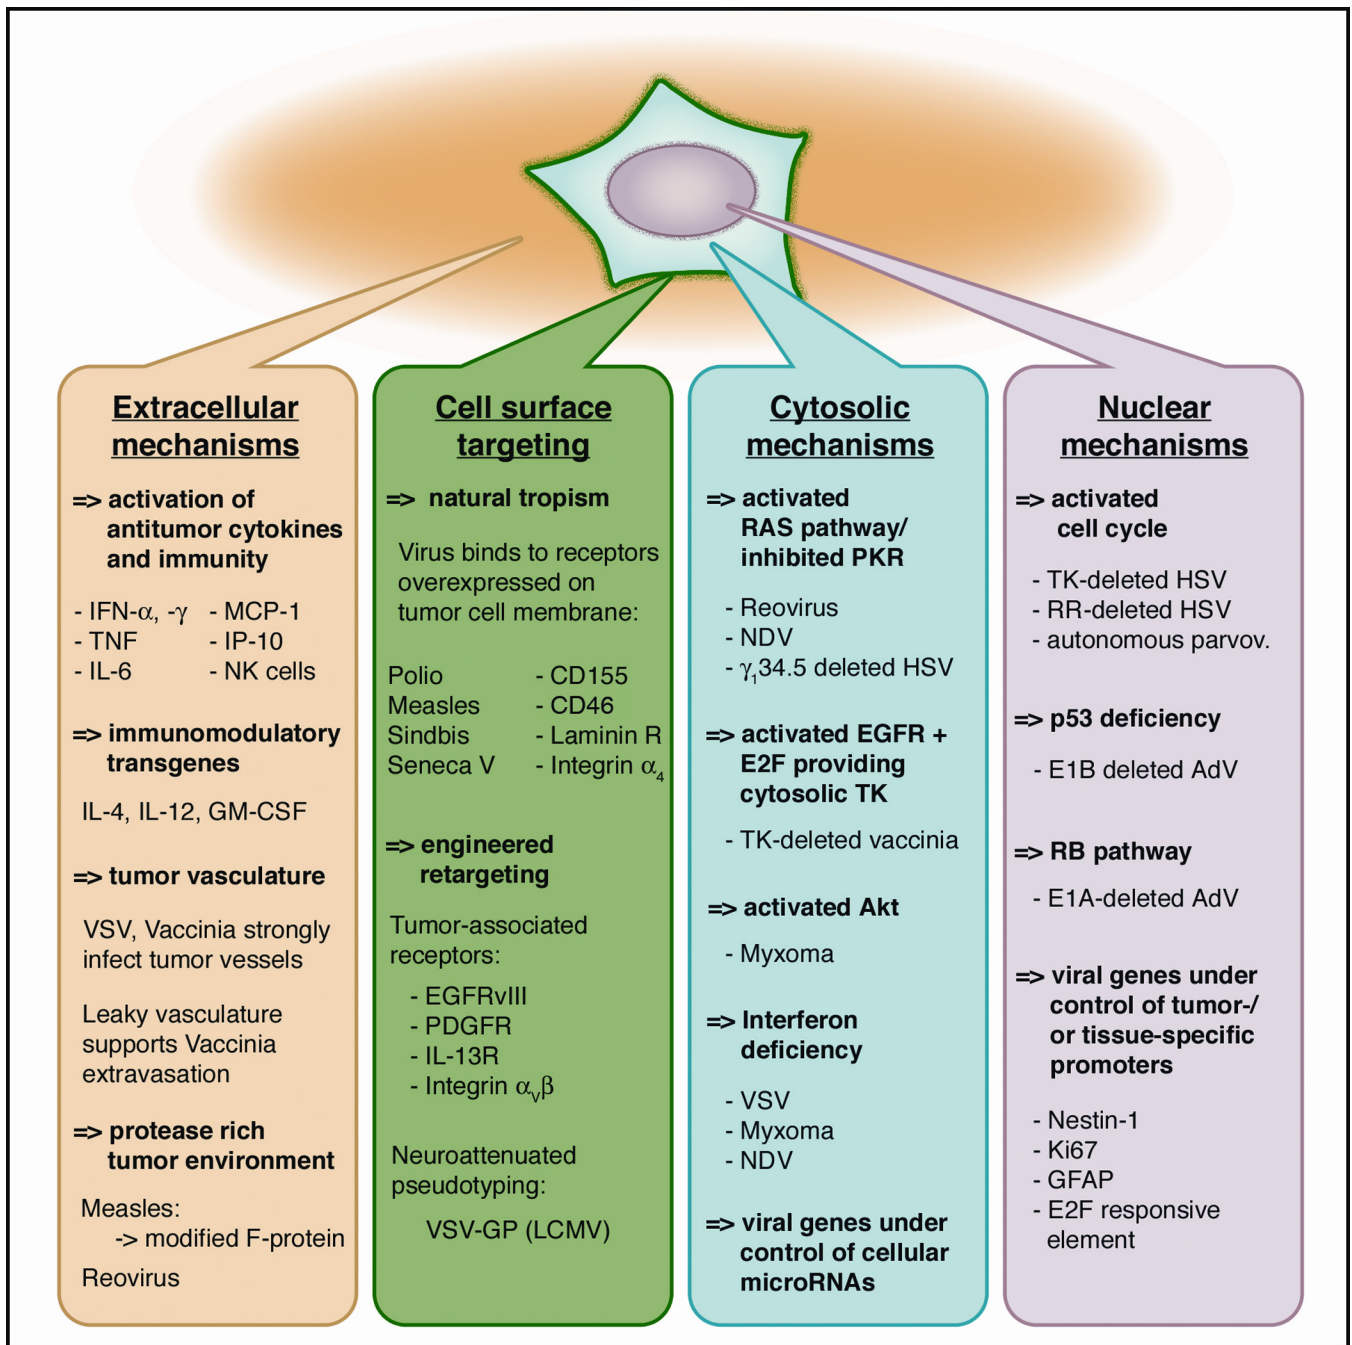 Extracellular
mechanisms
=> activation of
antitumor cytokines
and immunity
- IFN-α, -γ - MCP-1
- TNF - IP-10
- IL-6 - NK cells
=> immunomodulatory
transgenes
IL-4, IL-12, GM-CSF
=> tumor vasculature
VSV, Vaccinia strongly
infect tumor vessels
Leaky vasculature
supports Vaccinia
extravasation
=> protease rich
tumor environment
Measles:
-> modified F-protein
Reovirus
Cell surface
targeting
=> natural tropism
Virus binds to receptors
overexpressed on
tumor cell membrane:
Polio - CD155
Measles - CD46
Sindbis - Laminin R
Seneca V - Integrin α₄
=> engineered
retargeting
Tumor-associated
receptors:
- EGFRvIII
- PDGFR
- IL-13R
- Integrin αᵥβ
Neuroattenuated
pseudotyping:
VSV-GP (LCMV)
Cytosolic
mechanisms
=> activated
RAS pathway/
inhibited PKR
- Reovirus
- NDV
- γ₁34.5 deleted HSV
=> activated EGFR +
E2F providing
cytosolic TK
- TK-deleted vaccinia
=> activated Akt
- Myxoma
=> Interferon
deficiency
- VSV
- Myxoma
- NDV
=> viral genes under
control of cellular
microRNAs
Nuclear
mechanisms
=> activated
cell cycle
- TK-deleted HSV
- RR-deleted HSV
- autonomous parvov.
=> p53 deficiency
- E1B deleted AdV
=> RB pathway
- E1A-deleted AdV
=> viral genes under
control of tumor-/
or tissue-specific
promoters
- Nestin-1
- Ki67
- GFAP
- E2F responsive
element